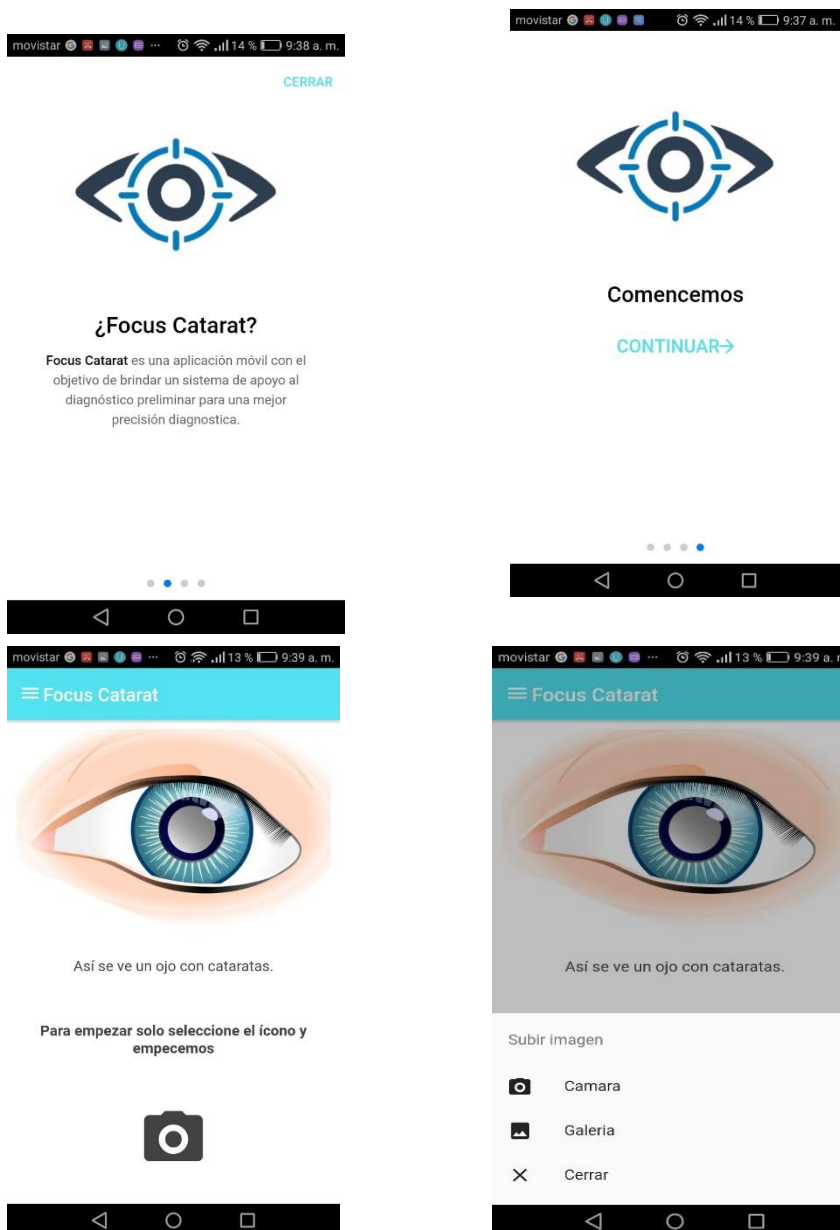 movistar 14 % 9:38 a. m.
CERRAR
¿Focus Catarat?
Focus Catarat es una aplicación móvil con el
objetivo de brindar un sistema de apoyo al
diagnóstico preliminar para una mejor
precisión diagnostica.
movistar 14 % 9:37 a. m.
Comencemos
CONTINUAR→
movistar 13 % 9:39 a. m.
Focus Catarat
Así se ve un ojo con cataratas.
Para empezar solo seleccione el ícono y
empecemos
movistar 13 % 9:39 a. m
Focus Catarat
Así se ve un ojo con cataratas.
Subir imagen
Camara
Galeria
Cerrar